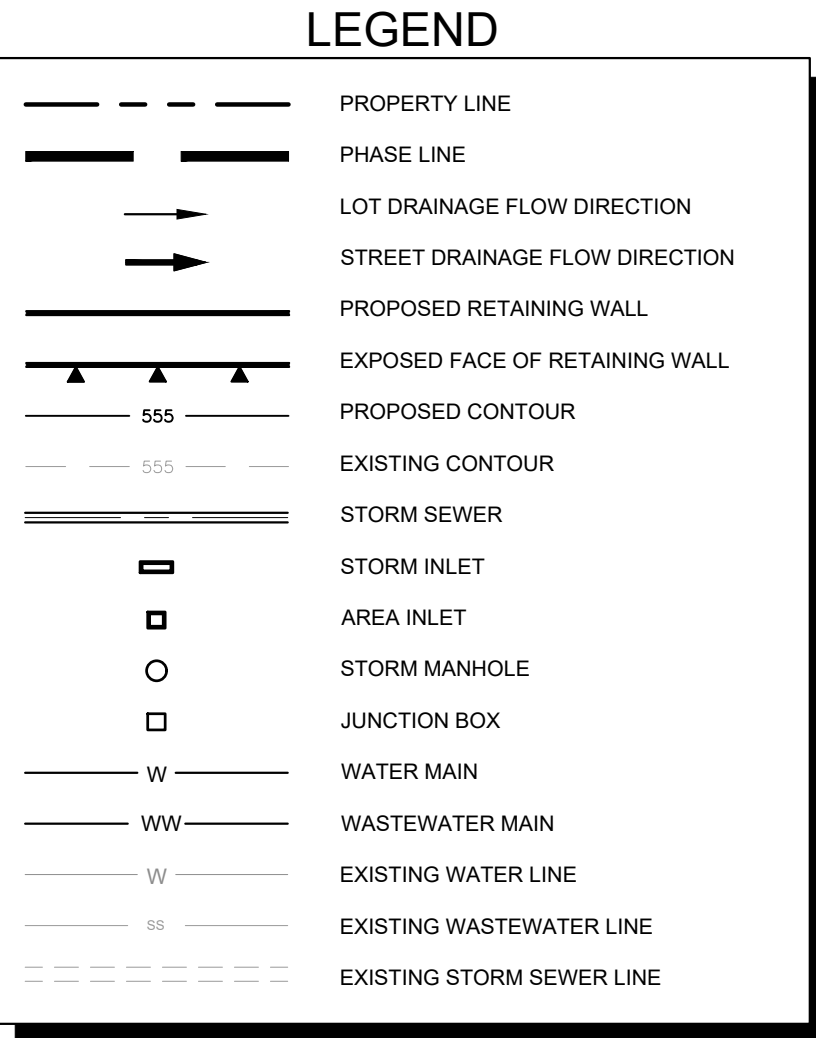 LEGEND
PROPERTY LINE
PHASE LINE
LOT DRAINAGE FLOW DIRECTION
STREET DRAINAGE FLOW DIRECTION
PROPOSED RETAINING WALL
EXPOSED FACE OF RETAINING WALL
555 PROPOSED CONTOUR
555 EXISTING CONTOUR
STORM SEWER
STORM INLET
AREA INLET
STORM MANHOLE
JUNCTION BOX
W WATER MAIN
WW WASTEWATER MAIN
W EXISTING WATER LINE
SS EXISTING WASTEWATER LINE
EXISTING STORM SEWER LINE